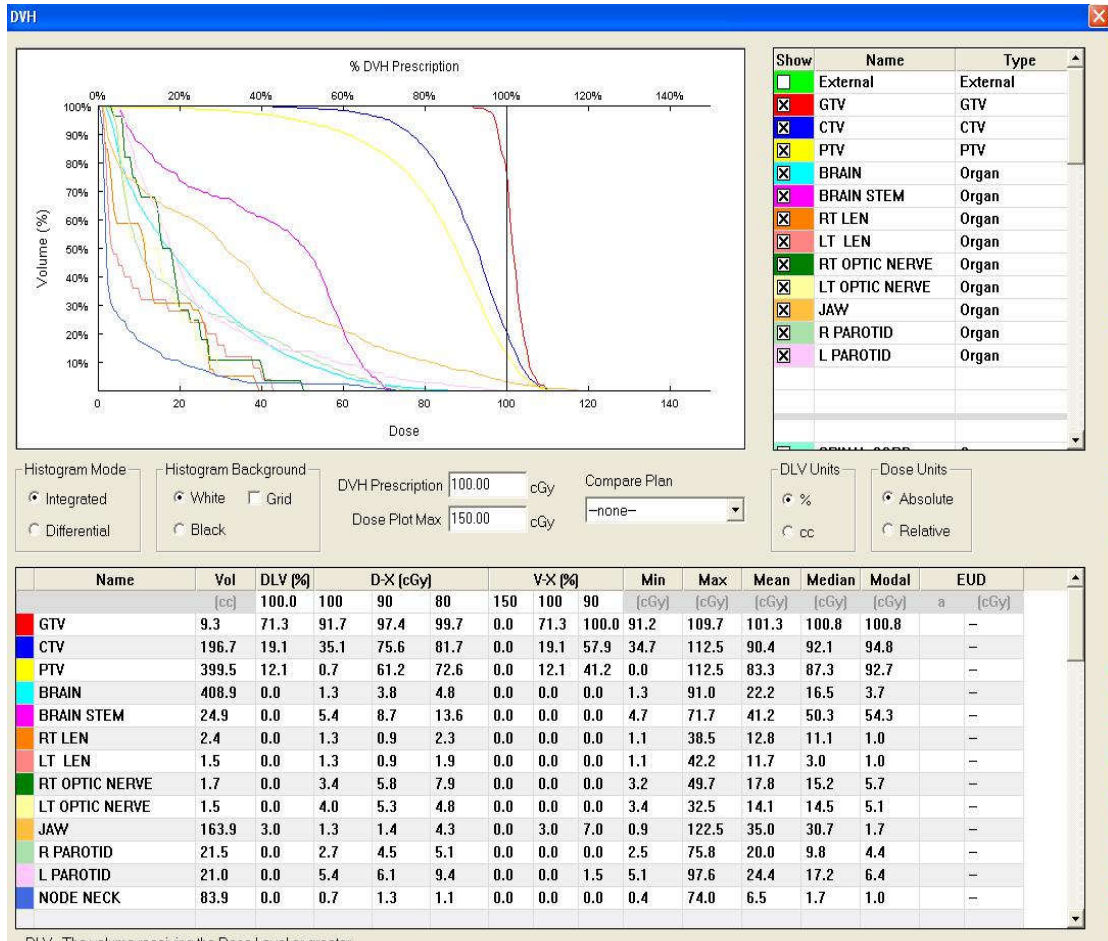 DVH
% DVH Prescription
0% 20% 40% 60% 80% 100% 120% 140%
100%
90%
80%
70%
60%
50%
40%
30%
20%
10%
Volume (%)
0 20 40 60 80 100 120 140
Dose
Show Name Type
External External
GTV GTV
CTV CTV
PTV PTV
BRAIN Organ
BRAIN STEM Organ
RT LEN Organ
LT LEN Organ
RT OPTIC NERVE Organ
LT OPTIC NERVE Organ
JAW Organ
R PAROTID Organ
L PAROTID Organ
Histogram Mode
Integrated
Differential
Histogram Background
White Grid
Black
DVH Prescription 100.00 cGy
Dose Plot Max 150.00 cGy
Compare Plan
–none–
DLV Units
%
cc
Dose Units
Absolute
Relative
Name Vol DLV (%) D-X (cGy) V-X (%) Min Max Mean Median Modal EUD
(cc) 100.0 100 90 80 150 100 90 (cGy) (cGy) (cGy) (cGy) (cGy) a (cGy)
GTV 9.3 71.3 91.7 97.4 99.7 0.0 71.3 100.0 91.2 109.7 101.3 100.8 100.8 –
CTV 196.7 19.1 35.1 75.6 81.7 0.0 19.1 57.9 34.7 112.5 90.4 92.1 94.8 –
PTV 399.5 12.1 0.7 61.2 72.6 0.0 12.1 41.2 0.0 112.5 83.3 87.3 92.7 –
BRAIN 408.9 0.0 1.3 3.8 4.8 0.0 0.0 0.0 1.3 91.0 22.2 16.5 3.7 –
BRAIN STEM 24.9 0.0 5.4 8.7 13.6 0.0 0.0 0.0 4.7 71.7 41.2 50.3 54.3 –
RT LEN 2.4 0.0 1.3 0.9 2.3 0.0 0.0 0.0 1.1 38.5 12.8 11.1 1.0 –
LT LEN 1.5 0.0 1.3 0.9 1.9 0.0 0.0 0.0 1.1 42.2 11.7 3.0 1.0 –
RT OPTIC NERVE 1.7 0.0 3.4 5.8 7.9 0.0 0.0 0.0 3.2 49.7 17.8 15.2 5.7 –
LT OPTIC NERVE 1.5 0.0 4.0 5.3 4.8 0.0 0.0 0.0 3.4 32.5 14.1 14.5 5.1 –
JAW 163.9 3.0 1.3 1.4 4.3 0.0 3.0 7.0 0.9 122.5 35.0 30.7 1.7 –
R PAROTID 21.5 0.0 2.7 4.5 5.1 0.0 0.0 0.0 2.5 75.8 20.0 9.8 4.4 –
L PAROTID 21.0 0.0 5.4 6.1 9.4 0.0 0.0 1.5 5.1 97.6 24.4 17.2 6.4 –
NODE NECK 83.9 0.0 0.7 1.3 1.1 0.0 0.0 0.0 0.4 74.0 6.5 1.7 1.0 –